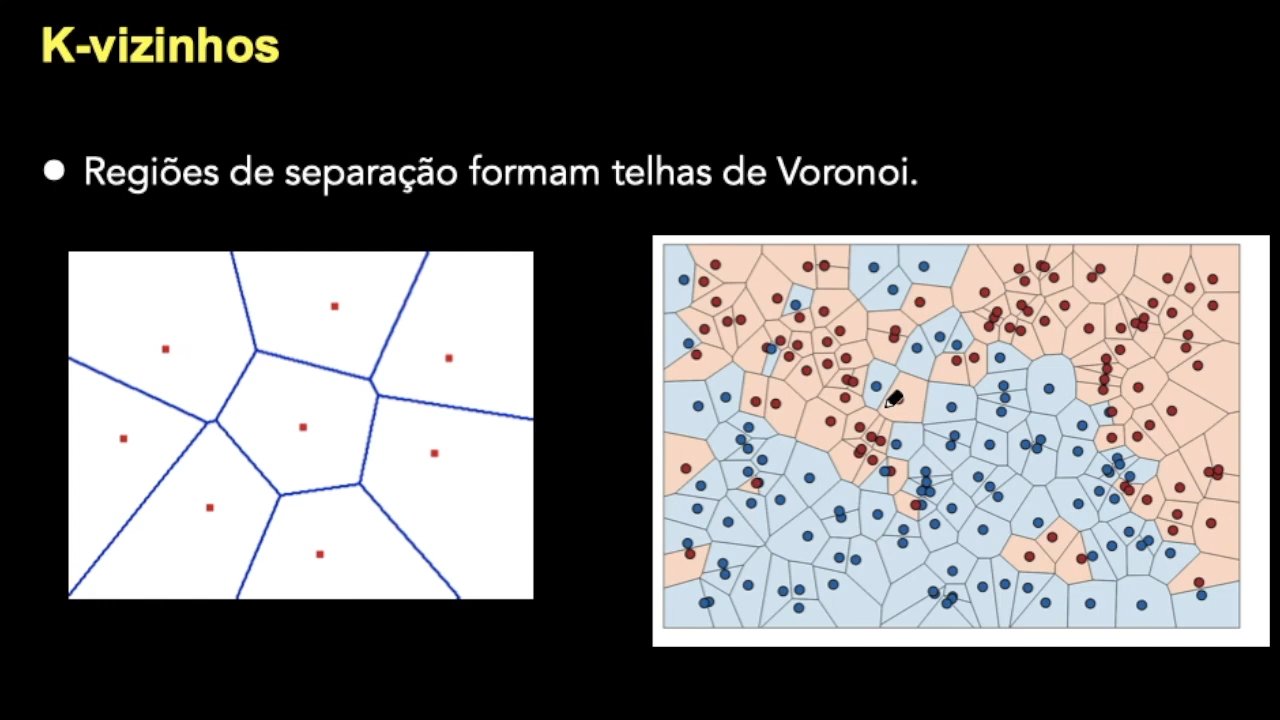 K-vizinhos
Regiões de separação formam telhas de Voronoi.